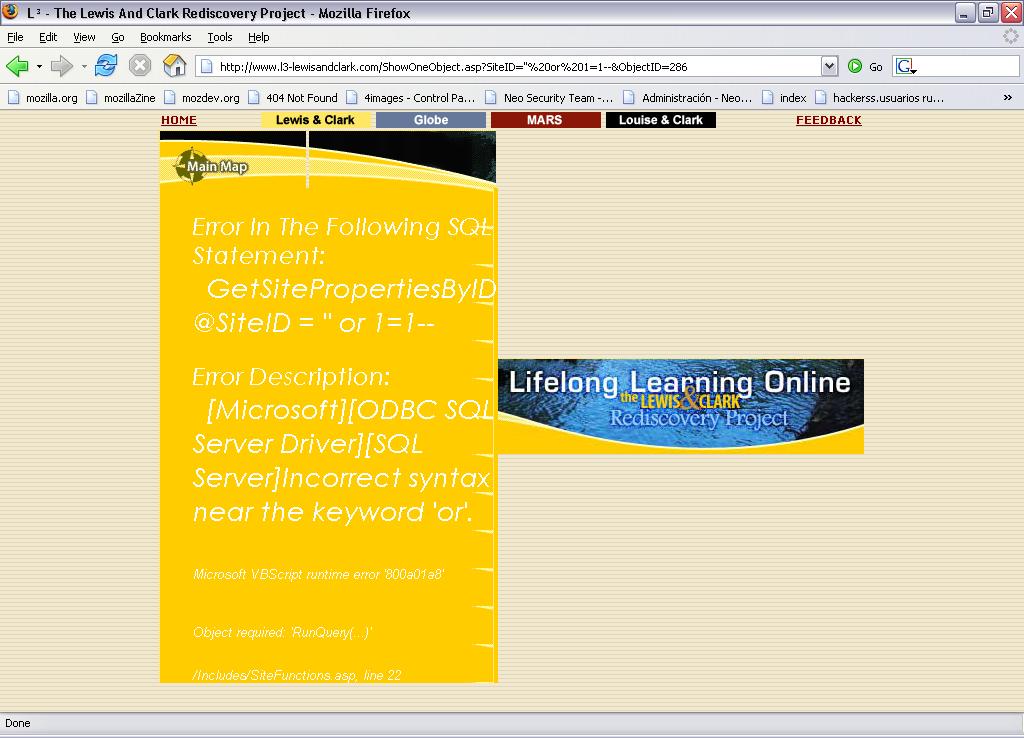 L³ - The Lewis And Clark Rediscovery Project - Mozilla Firefox
File Edit View Go Bookmarks Tools Help
http://www.l3-lewisandclark.com/ShowOneObject.asp?SiteID="%20or%201=1--&ObjectID=286 Go G
mozilla.org mozillaZine mozdev.org 404 Not Found 4images - Control Pa... Neo Security Team -... Administración - Neo... index hackerss.usuarios ru... »
HOME Lewis & Clark Globe MARS Louise & Clark FEEDBACK
Main Map
Error In The Following SQL
Statement:
GetSitePropertiesByID
@SiteID = '' or 1=1--
Error Description:
[Microsoft][ODBC SQL
Server Driver][SQL
Server]Incorrect syntax
near the keyword 'or'.
Lifelong Learning Online
the LEWIS & CLARK
Rediscovery Project
Microsoft VBScript runtime error '800a01a8'
Object required: 'RunQuery(...)'
/Includes/SiteFunctions.asp, line 22
Done